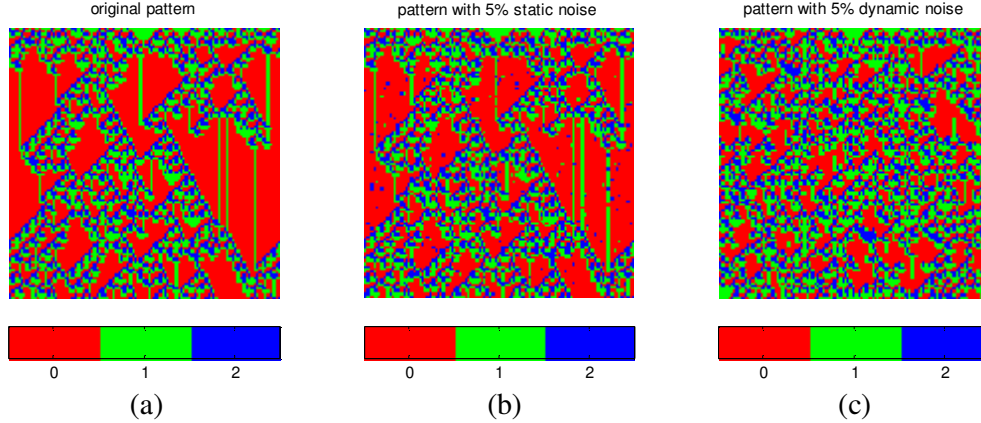 original pattern
pattern with 5% static noise
pattern with 5% dynamic noise
0 1 2
0 1 2
0 1 2
(a)
(b)
(c)